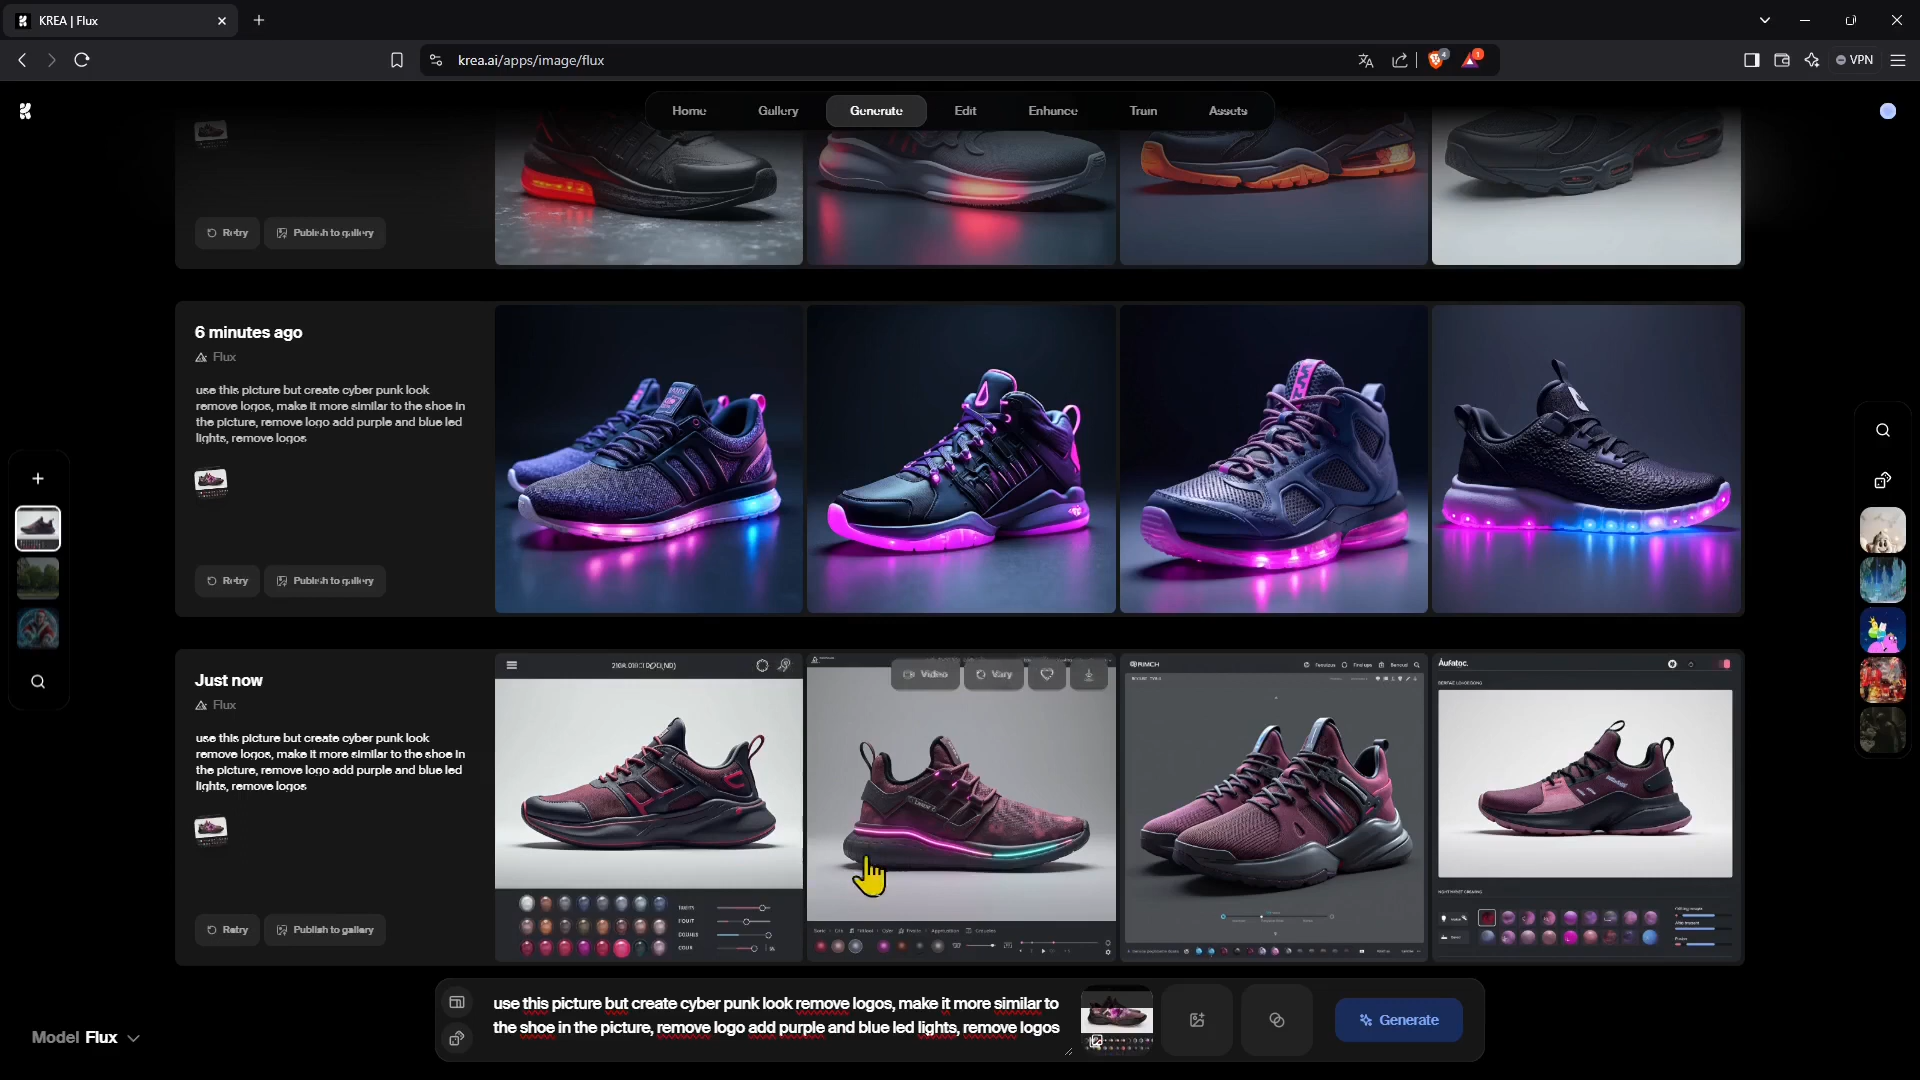 KREA | Flux
krea.ai/apps/image/flux
4
1
VPN
Home
Gallery
Generate
Edit
Enhance
Train
Assets
Retry
Publish to gallery
6 minutes ago
Flux
use this picture but create cyber punk look
remove logos, make it more similar to the shoe in
the picture, remove logo add purple and blue led
lights, remove logos
Retry
Publish to gallery
Just now
Flux
use this picture but create cyber punk look
remove logos, make it more similar to the shoe in
the picture, remove logo add purple and blue led
lights, remove logos
Retry
Publish to gallery
Video
Vary
RIMCH
Aufatoc.
use this picture but create cyber punk look remove logos, make it more similar to
the shoe in the picture, remove logo add purple and blue led lights, remove logos
Generate
Model Flux